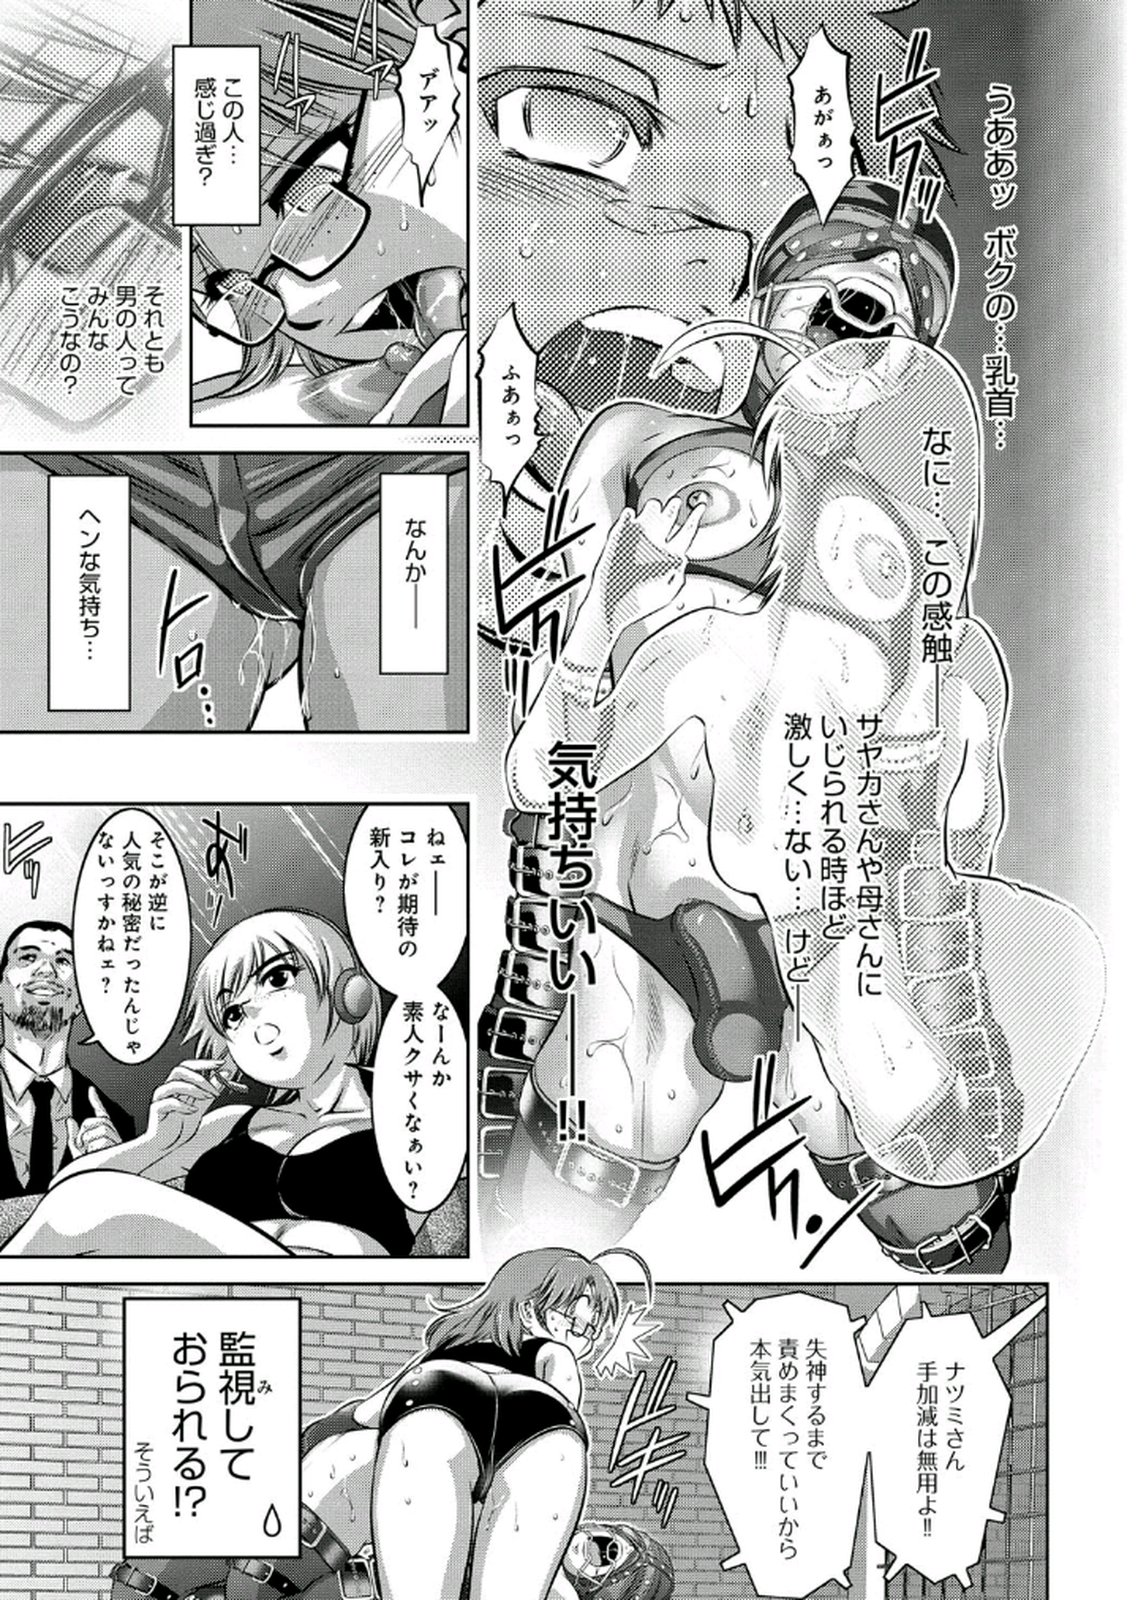 うああッ ボクの…乳首…
あがぁっ
ビクッ
なに… この感触――
サヤカさんや母さんに
いじられる時ほど
激しく…ない… けど――
ふあぁっ
気持ちいい――!!
アアッ
この人…
感じ過ぎ?
それとも
男の人って
みんな
こうなの?
なんか――
ヘンな気持ち…
トロ…
ねェ――
コレが期待の
新入り?
なーんか
素人クサくなぁい?
そこが逆に
人気の秘密だったんじゃ
ないっすかねェ?
ナツミさん
手加減は無用よ!!
失神するまで
責めまくっていいから
本気出して!!!
監視して
み
おられる!?
そういえば